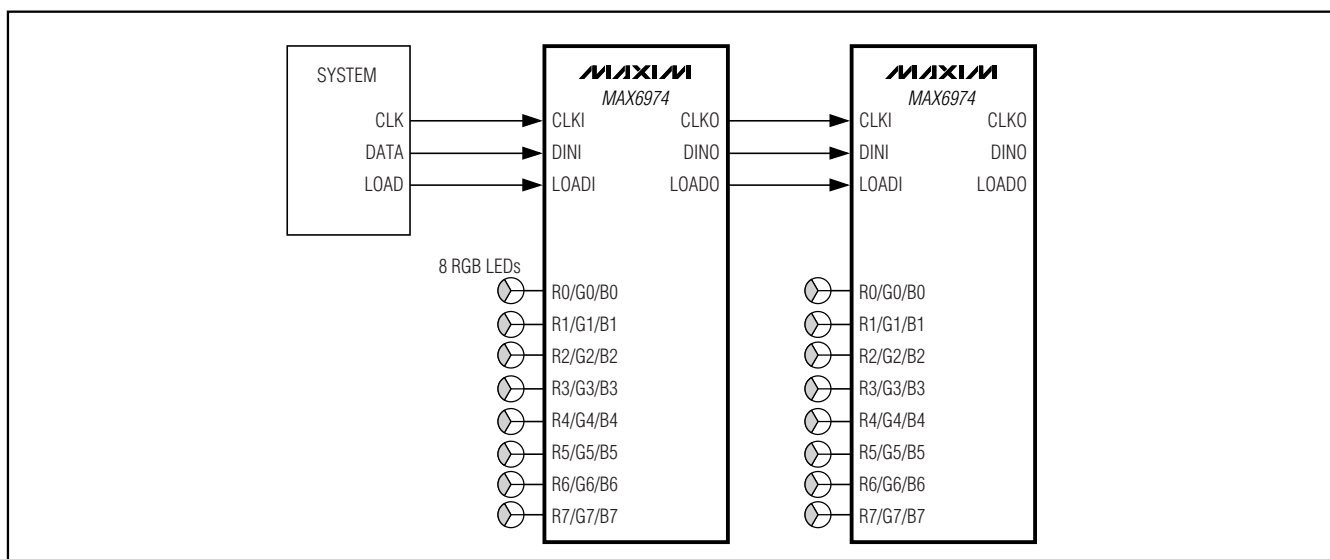 SYSTEM
CLK
DATA
LOAD
MAXIM
MAX6974
CLKI CLKO
DINI DINO
LOADI LOADO
8 RGB LEDs
R0/G0/B0
R1/G1/B1
R2/G2/B2
R3/G3/B3
R4/G4/B4
R5/G5/B5
R6/G6/B6
R7/G7/B7
MAXIM
MAX6974
CLKI CLKO
DINI DINO
LOADI LOADO
R0/G0/B0
R1/G1/B1
R2/G2/B2
R3/G3/B3
R4/G4/B4
R5/G5/B5
R6/G6/B6
R7/G7/B7